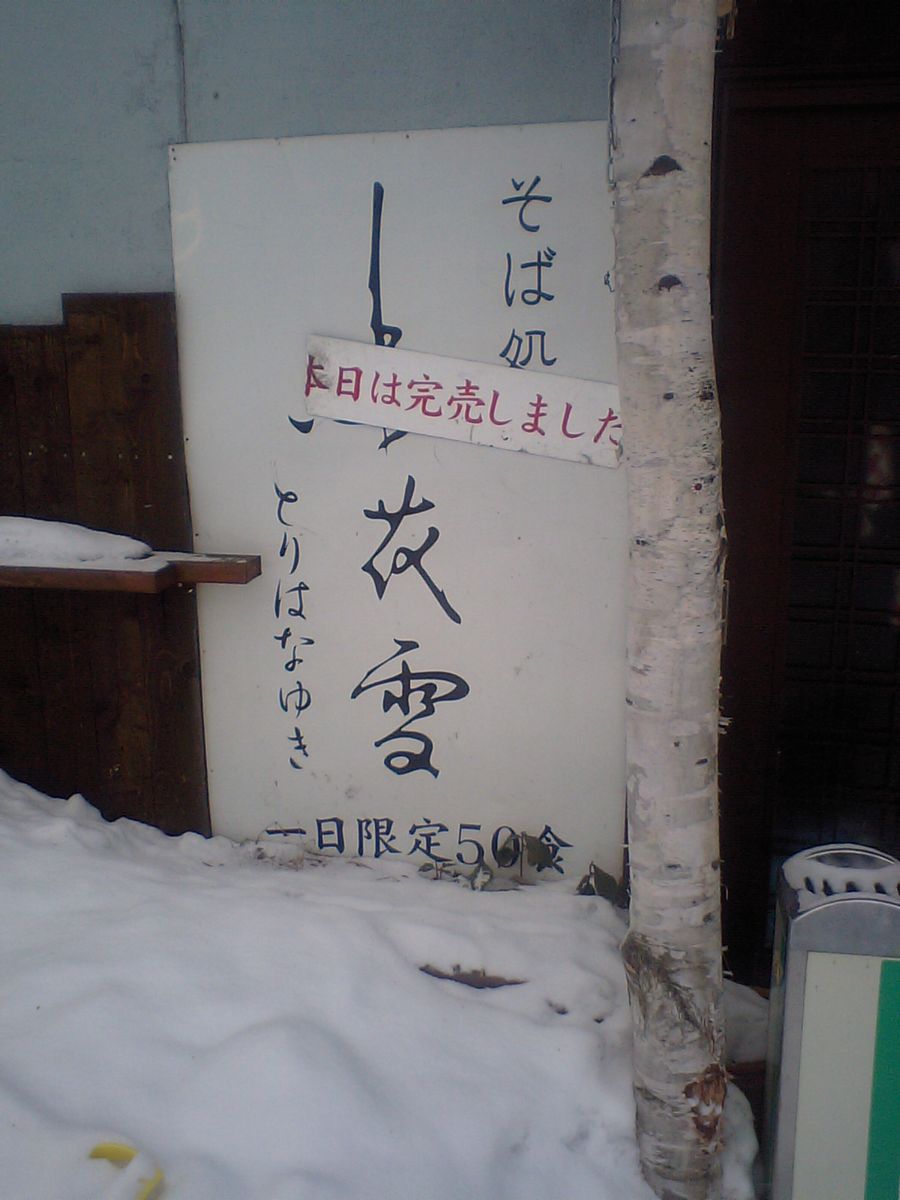 そば処
本日は完売しました
花雪
とりはなゆき
一日限定50食